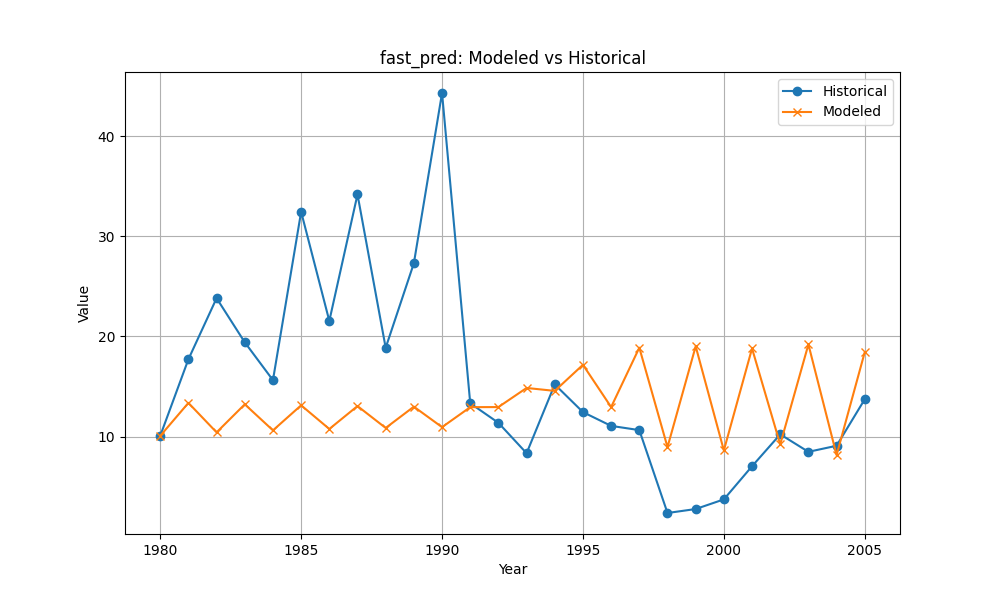 fast_pred: Modeled vs Historical
Historical
Modeled
Value
40
30
20
10
1980
1985
1990
1995
2000
2005
Year